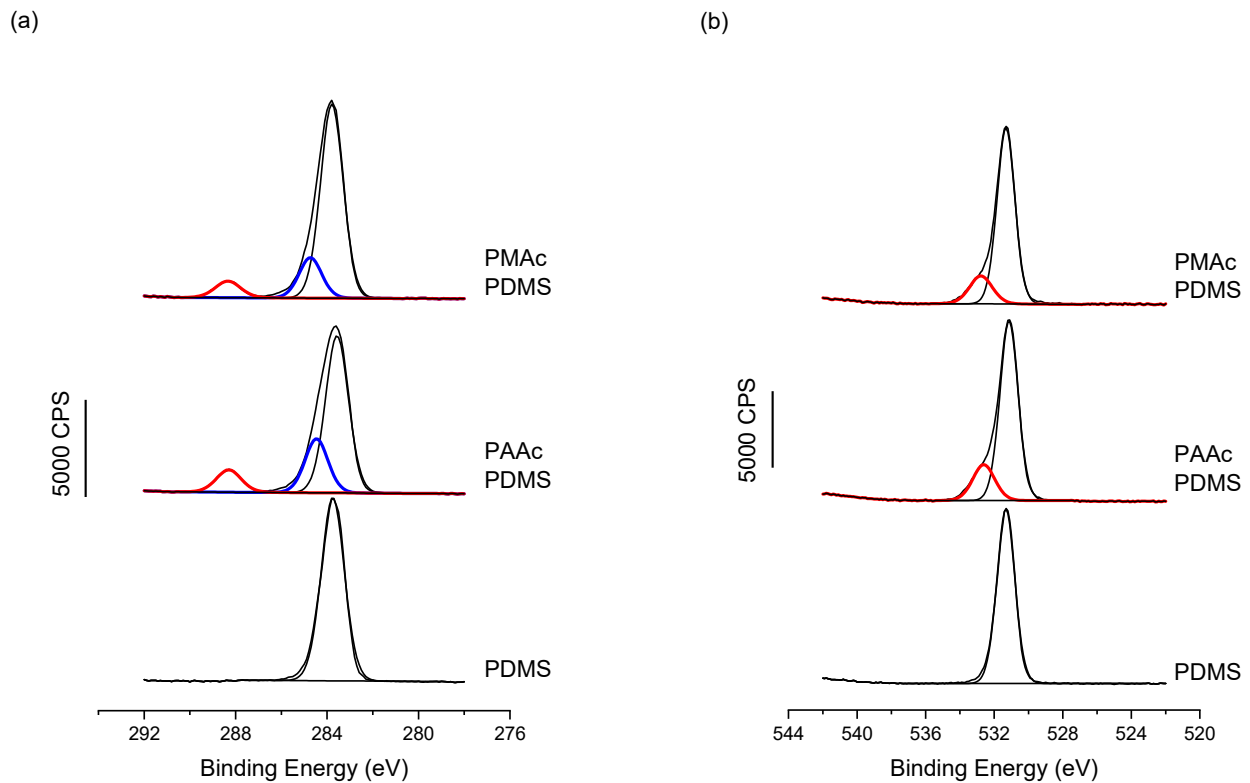 (a)
PMAc
PDMS
5000 CPS
PAAc
PDMS
PDMS
292 288 284 280 276
Binding Energy (eV)
(b)
PMAc
PDMS
5000 CPS
PAAc
PDMS
PDMS
544 540 536 532 528 524 520
Binding Energy (eV)